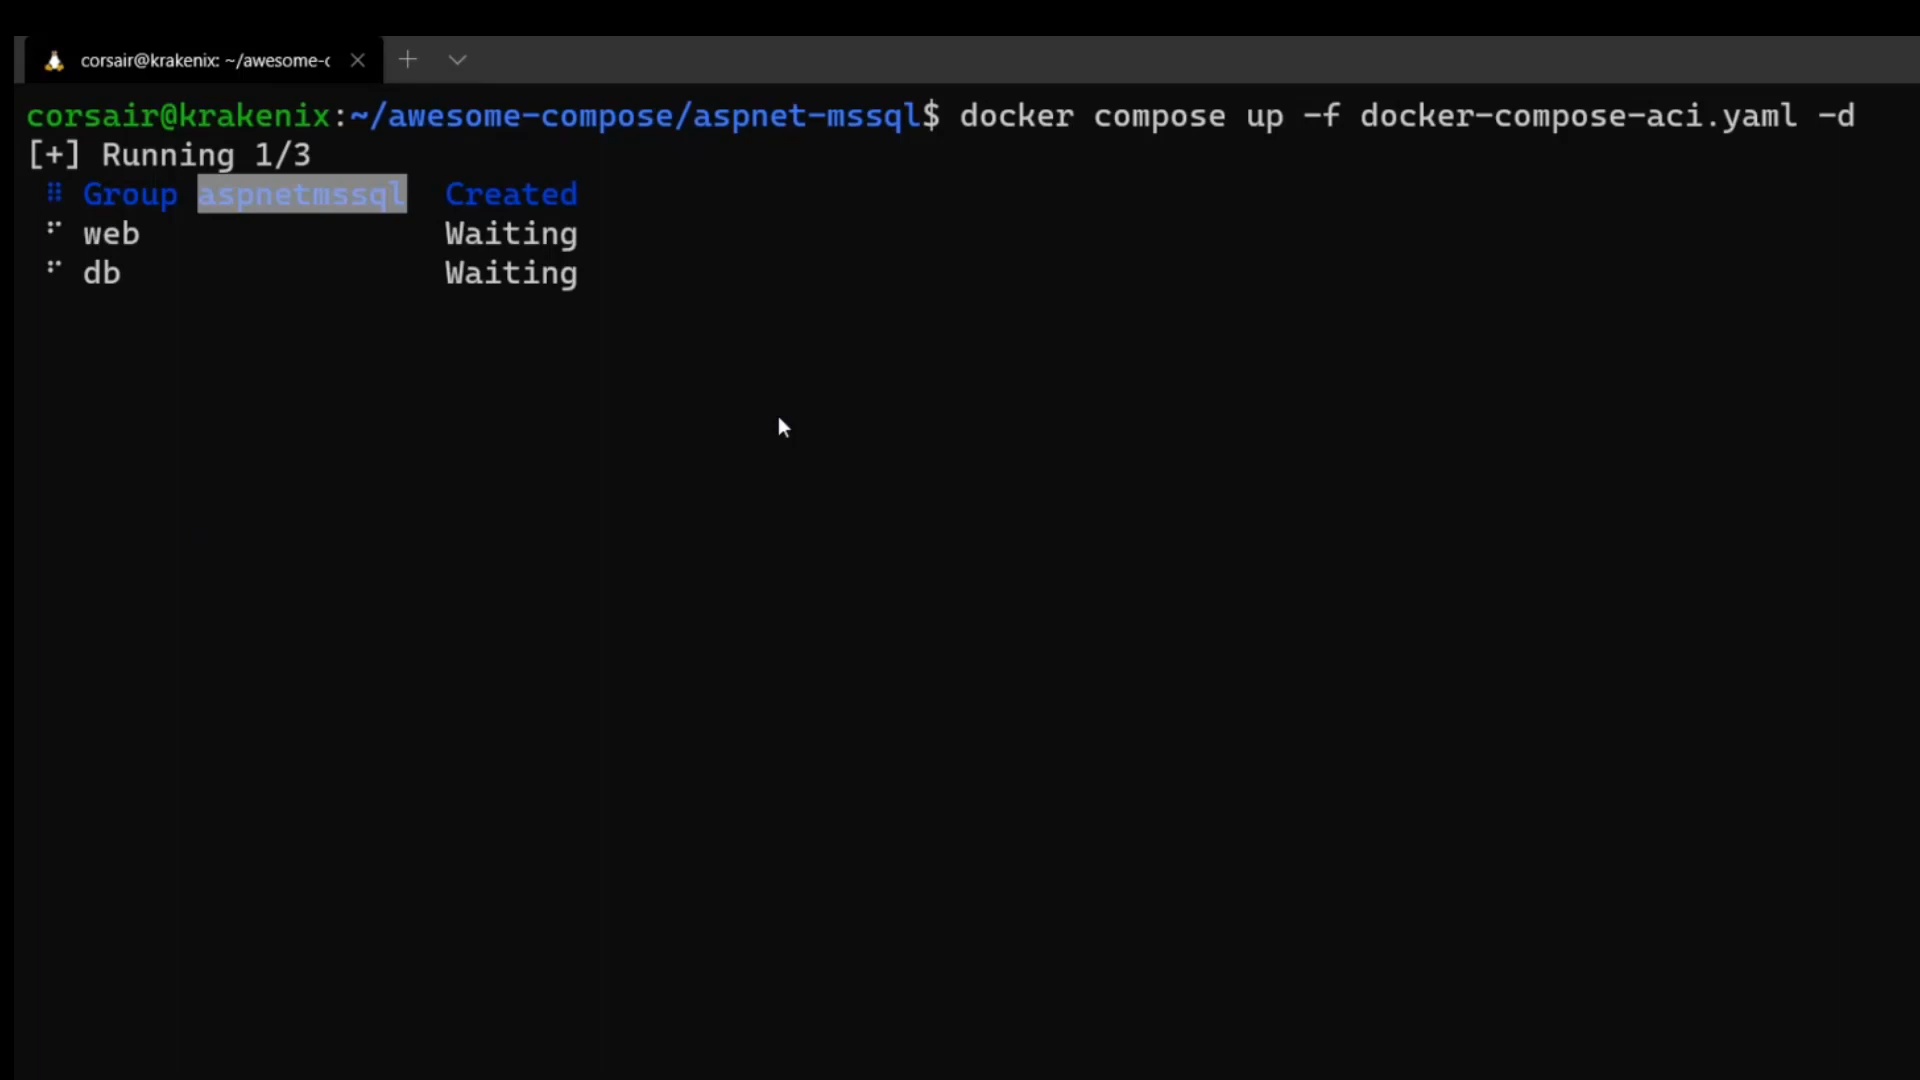 corsair@krakenix: ~/awesome-c
corsair@krakenix:~/awesome-compose/aspnet-mssql$ docker compose up -f docker-compose-aci.yaml -d
[+] Running 1/3
⠿ Group aspnetmssql Created
⠋ web Waiting
⠋ db Waiting